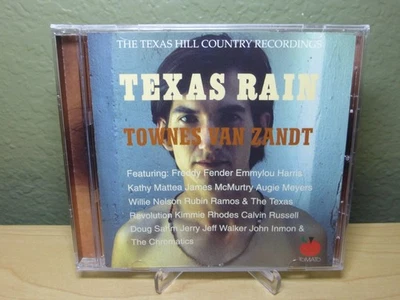 THE TEXAS HILL COUNTRY RECORDINGS
TEXAS RAIN
TOWNES VAN ZANDT
Featuring: Freddy Fender Emmylou Harris
Kathy Mattea James McMurtry Augie Meyers
Willie Nelson Rubin Ramos & The Texas
Revolution Kimmie Rhodes Calvin Russell
Doug Sahm Jerry Jeff Walker John Inmon &
The Chromatics
TOMATO